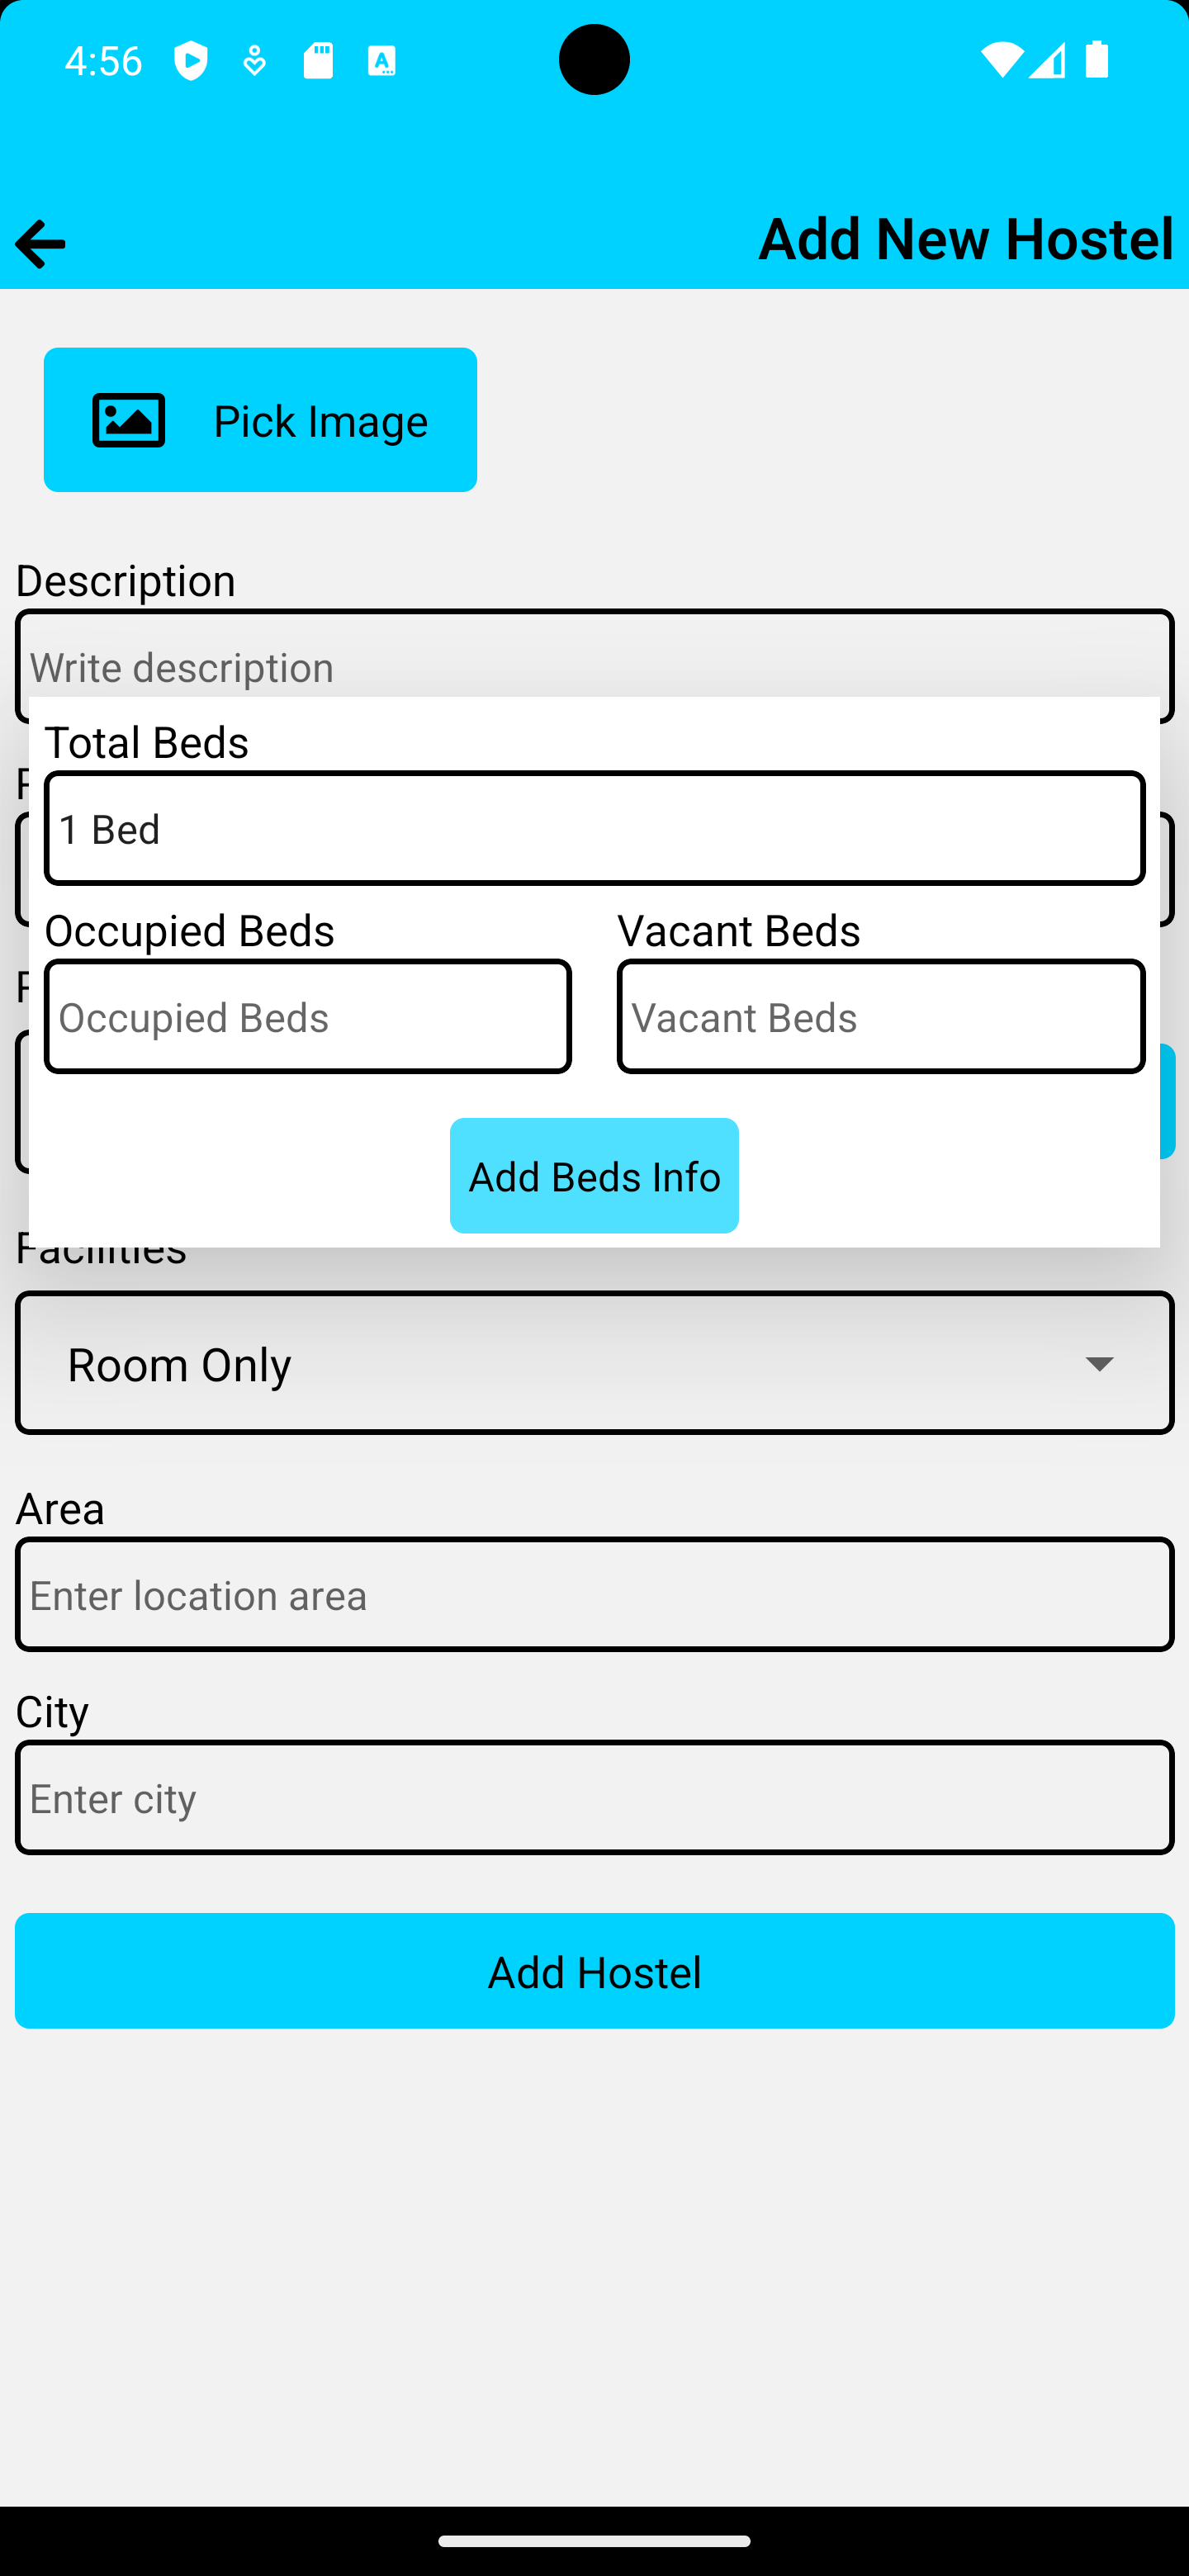 4:56
Add New Hostel
Pick Image
Description
Write description
Total Beds
1 Bed
Occupied Beds Vacant Beds
Occupied Beds Vacant Beds
Add Beds Info
Facilities
Room Only
Area
Enter location area
City
Enter city
Add Hostel